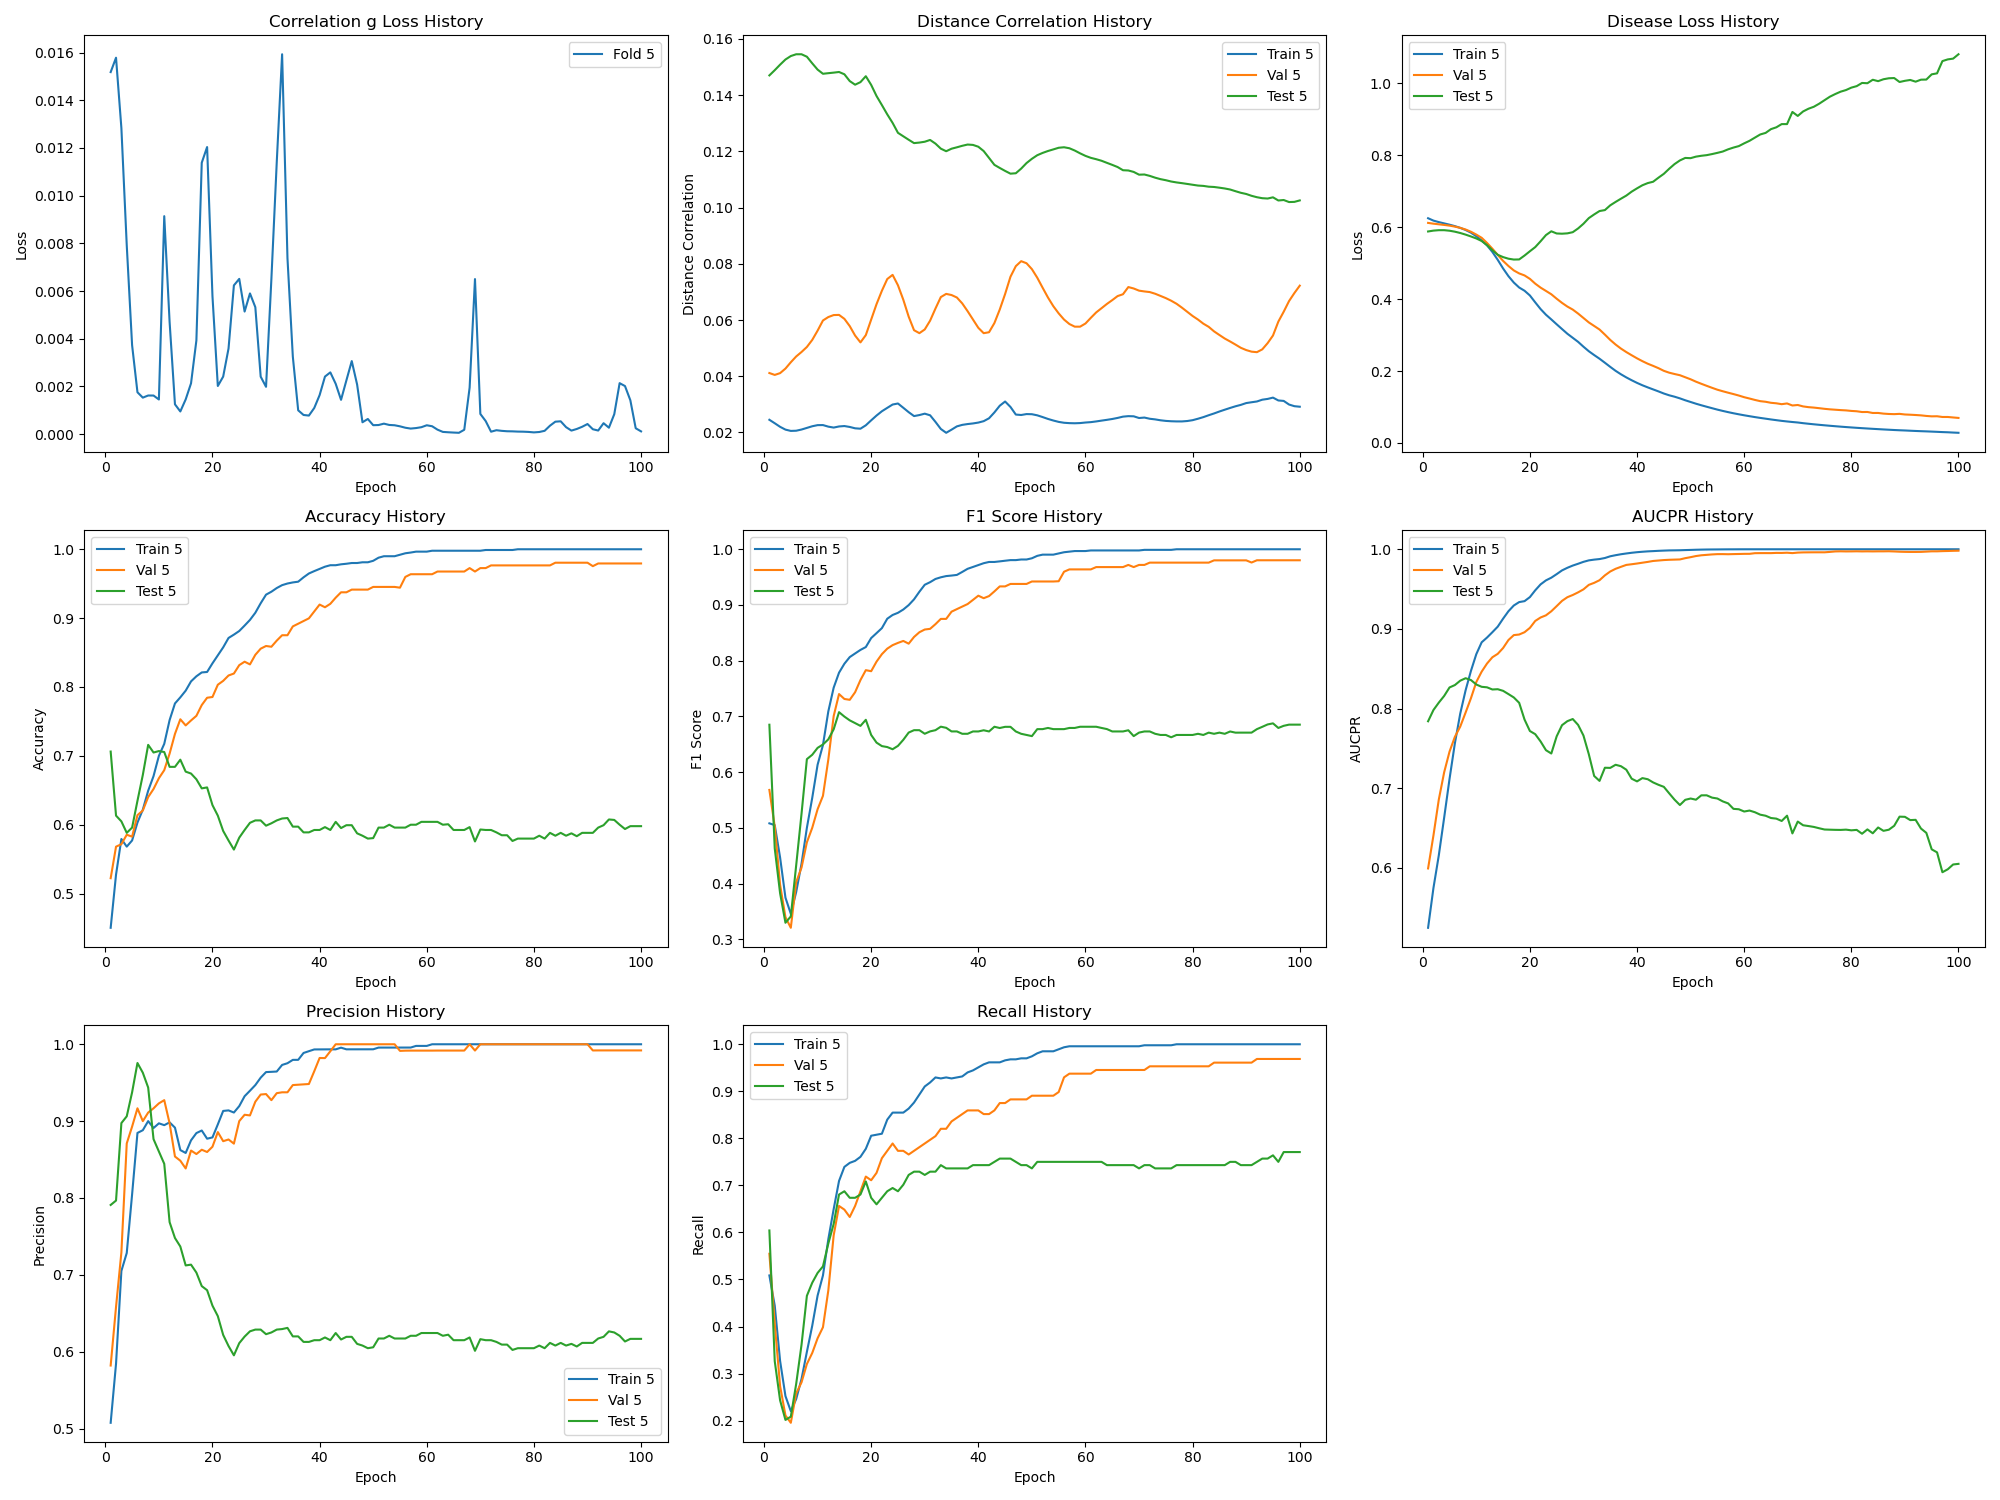 Correlation g Loss History
Loss
0.016
0.014
0.012
0.010
0.008
0.006
0.004
0.002
0.000
Fold 5
0 20 40 60 80 100
Epoch
Distance Correlation History
Distance Correlation
0.16
0.14
0.12
0.10
0.08
0.06
0.04
0.02
Train 5
Val 5
Test 5
0 20 40 60 80 100
Epoch
Disease Loss History
Loss
1.0
0.8
0.6
0.4
0.2
0.0
Train 5
Val 5
Test 5
0 20 40 60 80 100
Epoch
Accuracy History
Accuracy
1.0
0.9
0.8
0.7
0.6
0.5
Train 5
Val 5
Test 5
0 20 40 60 80 100
Epoch
F1 Score History
F1 Score
1.0
0.9
0.8
0.7
0.6
0.5
0.4
0.3
Train 5
Val 5
Test 5
0 20 40 60 80 100
Epoch
AUCPR History
AUCPR
1.0
0.9
0.8
0.7
0.6
Train 5
Val 5
Test 5
0 20 40 60 80 100
Epoch
Precision History
Precision
1.0
0.9
0.8
0.7
0.6
0.5
Train 5
Val 5
Test 5
0 20 40 60 80 100
Epoch
Recall History
Recall
1.0
0.9
0.8
0.7
0.6
0.5
0.4
0.3
0.2
Train 5
Val 5
Test 5
0 20 40 60 80 100
Epoch